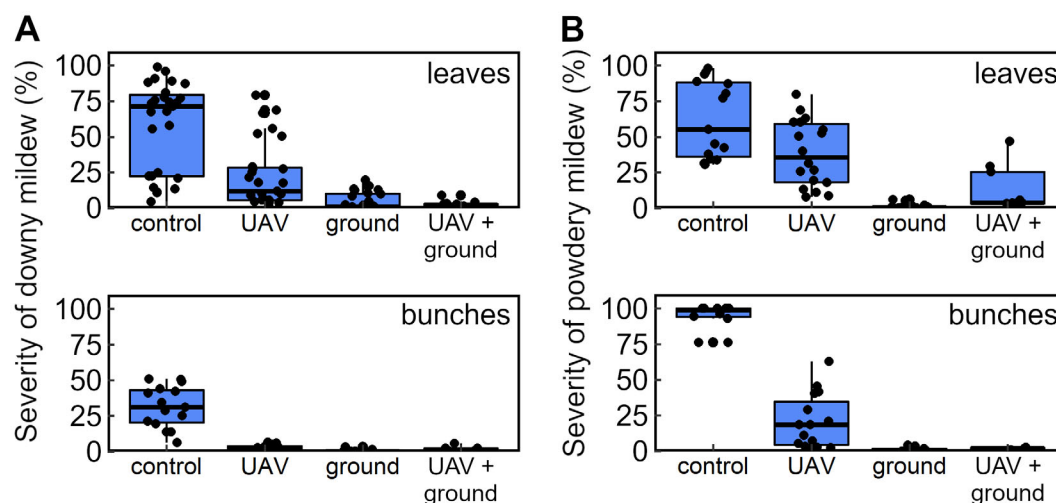 A
Severity of downy mildew (%)
100
75
50
25
0
leaves
control UAV ground UAV +
ground
100
75
50
25
0
bunches
control UAV ground UAV +
ground
B
Severity of powdery mildew (%)
100
75
50
25
0
leaves
control UAV ground UAV +
ground
100
75
50
25
0
bunches
control UAV ground UAV +
ground